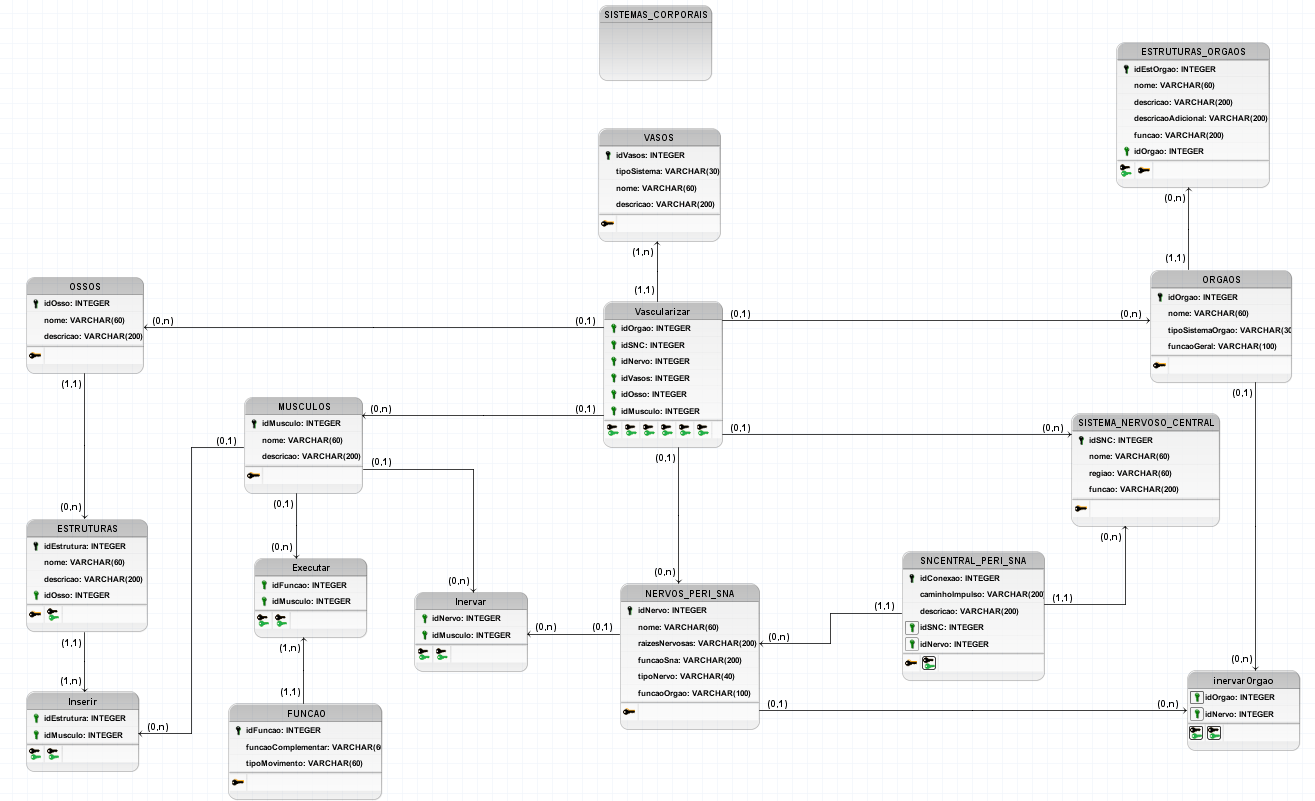 SISTEMAS_CORPORAIS
ESTRUTURAS_ORGAOS
idEstOrgao: INTEGER
nome: VARCHAR(60)
descricao: VARCHAR(200)
descricaoAdicional: VARCHAR(200)
funcao: VARCHAR(200)
idOrgao: INTEGER
(0,n)
(1,1)
VASOS
idVasos: INTEGER
tipoSistema: VARCHAR(30)
nome: VARCHAR(60)
descricao: VARCHAR(200)
(1,n)
(1,1)
ORGAOS
idOrgao: INTEGER
nome: VARCHAR(60)
tipoSistemaOrgao: VARCHAR(30
funcaoGeral: VARCHAR(100)
(0,1)
OSSOS
idOsso: INTEGER
nome: VARCHAR(60)
descricao: VARCHAR(200)
(0,n)
(0,1)
(1,1)
Vascularizar
idOrgao: INTEGER
idSNC: INTEGER
idNervo: INTEGER
idVasos: INTEGER
idOsso: INTEGER
idMusculo: INTEGER
(0,1)
(0,n)
(0,1)
(0,n)
(0,1)
(0,n)
(0,1)
MUSCULOS
idMusculo: INTEGER
nome: VARCHAR(60)
descricao: VARCHAR(200)
(0,1)
(0,1)
(0,1)
SISTEMA_NERVOSO_CENTRAL
idSNC: INTEGER
nome: VARCHAR(60)
regiao: VARCHAR(60)
funcao: VARCHAR(200)
(0,n)
(0,n)
ESTRUTURAS
idEstrutura: INTEGER
nome: VARCHAR(60)
descricao: VARCHAR(200)
idOsso: INTEGER
(1,1)
(1,n)
(0,n)
Executar
idFuncao: INTEGER
idMusculo: INTEGER
(1,n)
(1,1)
(0,n)
Inervar
idNervo: INTEGER
idMusculo: INTEGER
(0,n)
(0,1)
(0,n)
NERVOS_PERI_SNA
idNervo: INTEGER
nome: VARCHAR(60)
raizesNervosas: VARCHAR(200)
funcaoSna: VARCHAR(200)
tipoNervo: VARCHAR(40)
funcaoOrgao: VARCHAR(100)
(0,n)
(1,1)
SNCENTRAL_PERI_SNA
idConexao: INTEGER
caminhoImpulso: VARCHAR(200
descricao: VARCHAR(200)
idSNC: INTEGER
idNervo: INTEGER
(1,1)
(0,1)
(0,n)
(0,n)
inervarOrgao
idOrgao: INTEGER
idNervo: INTEGER
Inserir
idEstrutura: INTEGER
idMusculo: INTEGER
(0,n)
FUNCAO
idFuncao: INTEGER
funcaoComplementar: VARCHAR(6
tipoMovimento: VARCHAR(60)